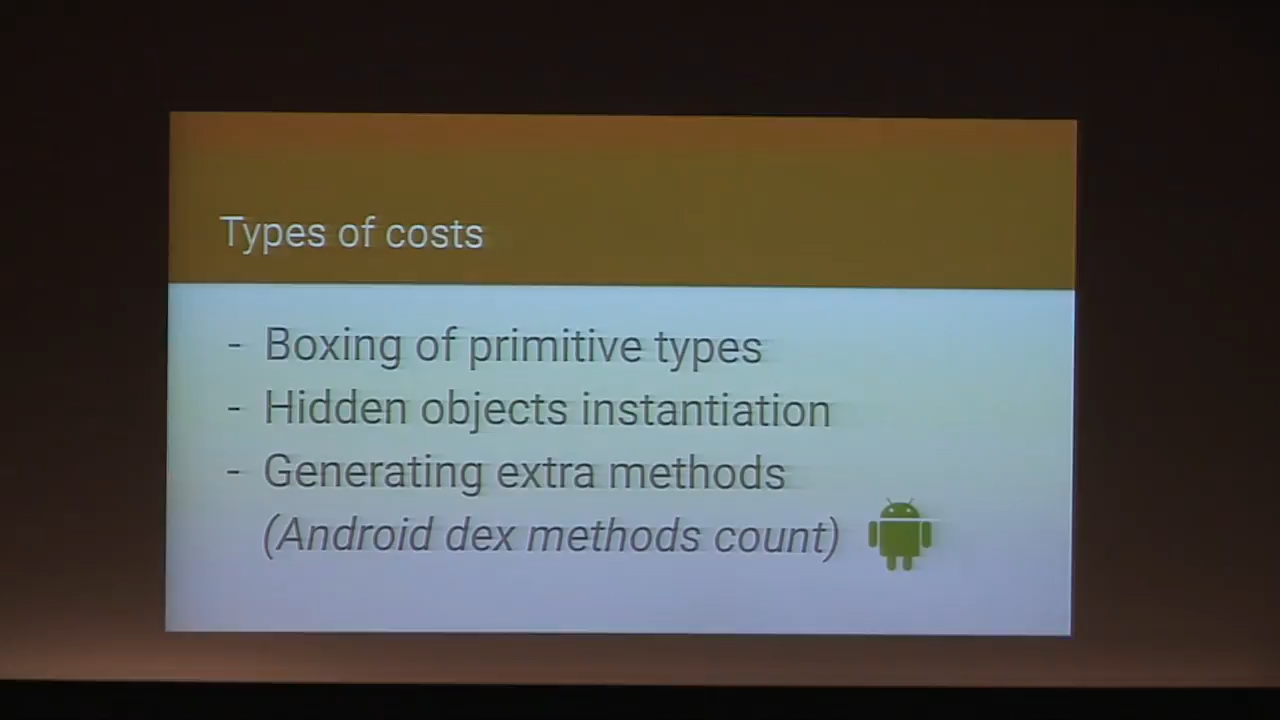 Types of costs
- Boxing of primitive types
- Hidden objects instantiation
- Generating extra methods
(Android dex methods count)